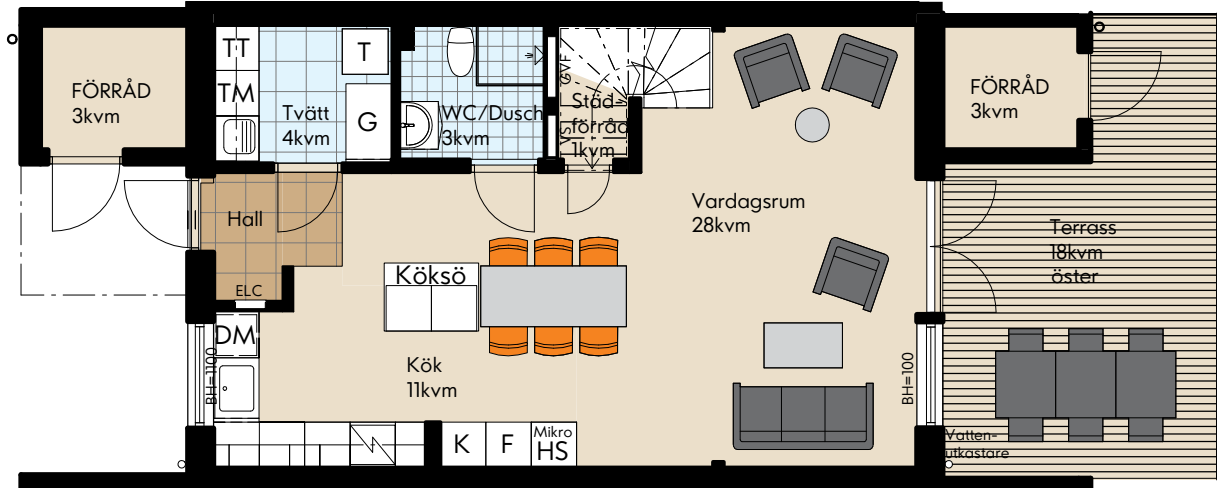 FÖRRÅD
3kvm
TT
TM
Tvätt
4kvm
T
G
WC/Dusch
3kvm
GVF
VS
Städ-
förråd
1kvm
Vardagsrum
28kvm
FÖRRÅD
3kvm
Hall
ELC
Köksö
Terrass
18kvm
öster
DM
BH=1100
Kök
11kvm
BH=100
K
F
Mikro
HS
Vatten-
utkastare